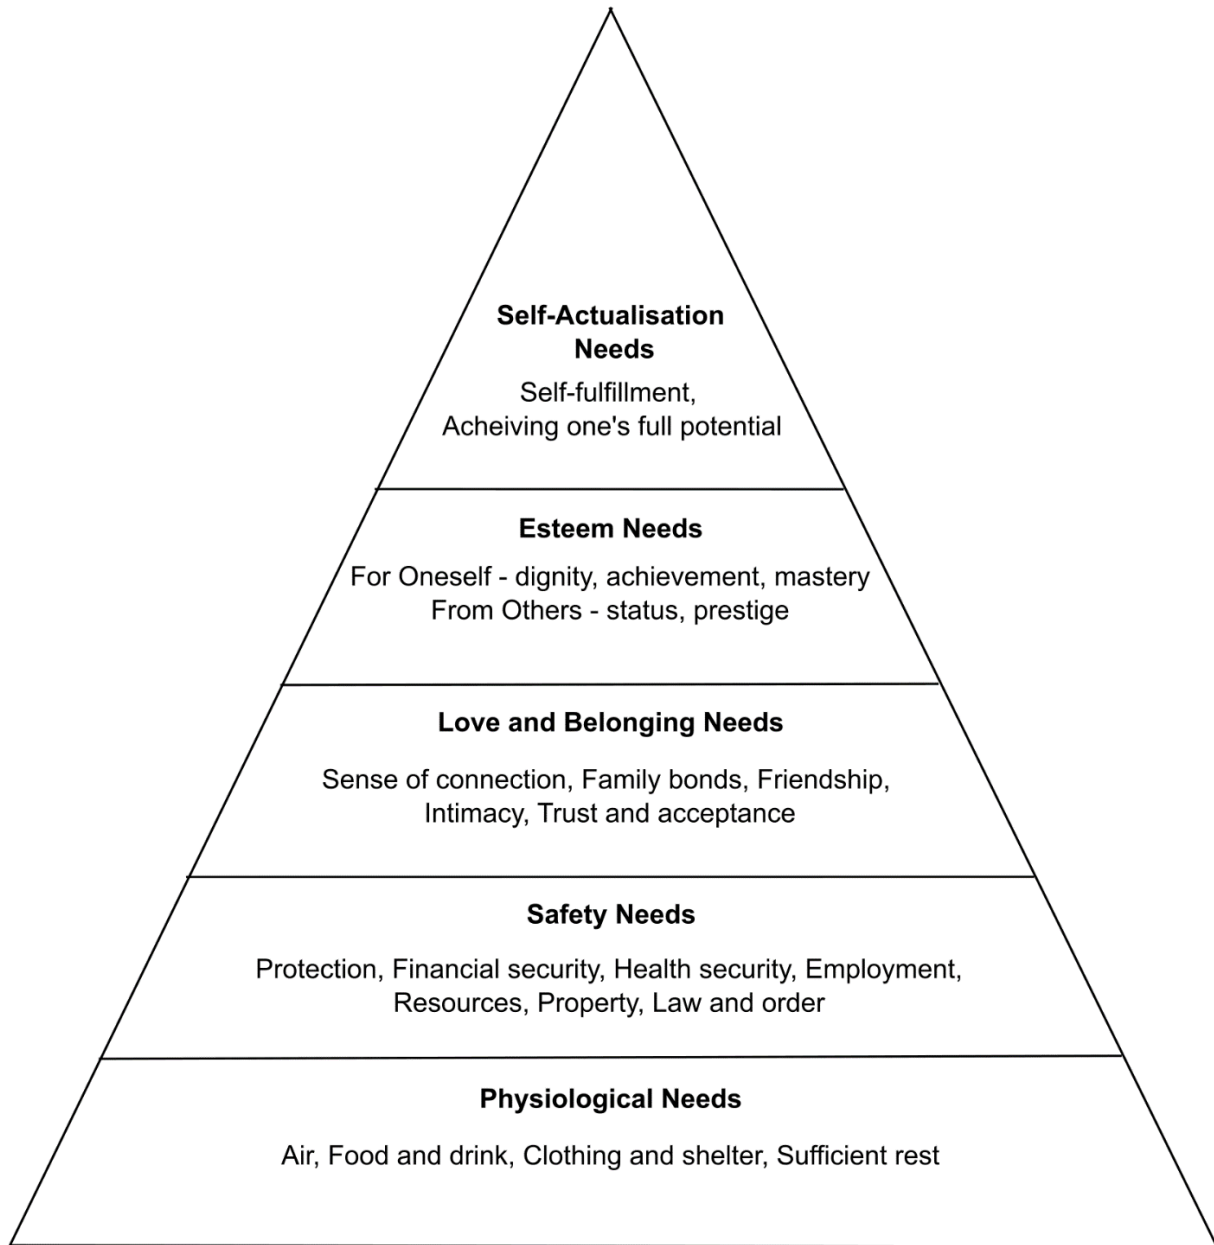 Self-Actualisation
Needs
Self-fulfillment,
Acheiving one's full potential
Esteem Needs
For Oneself - dignity, achievement, mastery
From Others - status, prestige
Love and Belonging Needs
Sense of connection, Family bonds, Friendship,
Intimacy, Trust and acceptance
Safety Needs
Protection, Financial security, Health security, Employment,
Resources, Property, Law and order
Physiological Needs
Air, Food and drink, Clothing and shelter, Sufficient rest